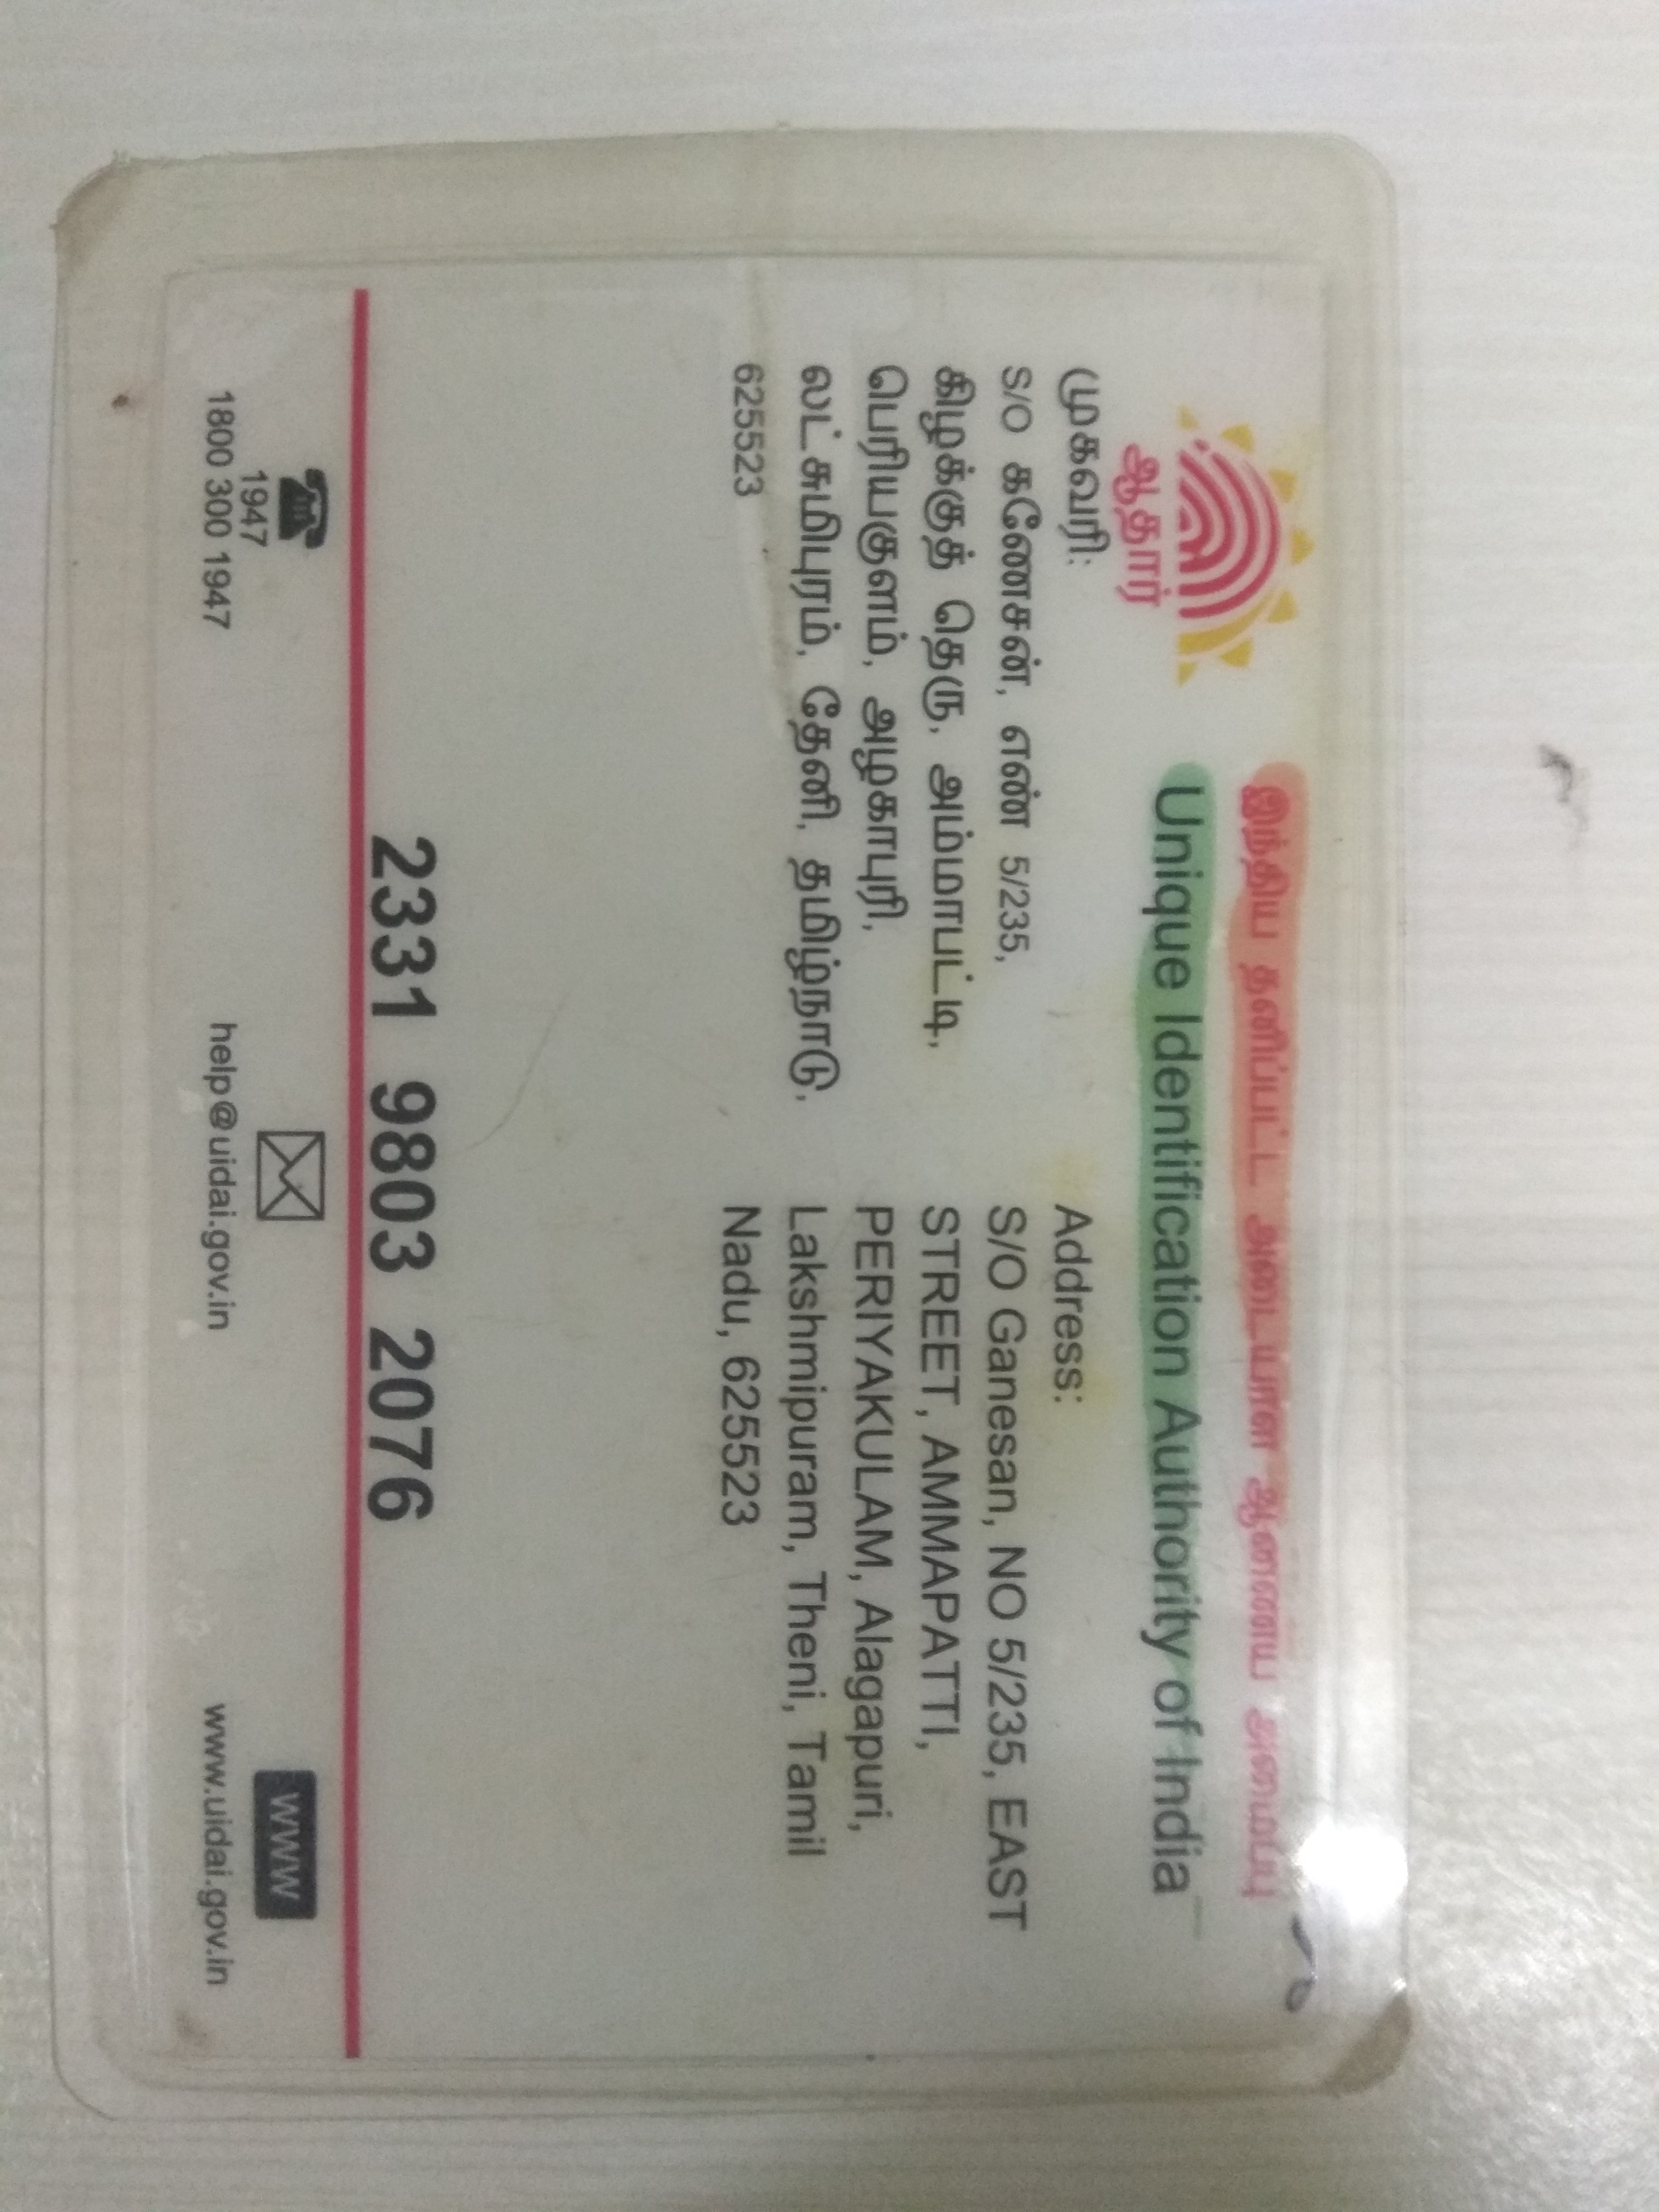 இந்திய தனிப்பட்ட அடையாள ஆணைய அமைப்பு
Unique Identification Authority of India
ஆதார்
முகவரி:
S/O கணேசன், எண் 5/235,
கிழக்குத் தெரு, அம்மாபட்டி,
பெரியகுளம், அழகாபுரி,
லட்சுமிபுரம், தேனி, தமிழ்நாடு,
625523
Address:
S/O Ganesan, NO 5/235, EAST
STREET, AMMAPATTI,
PERIYAKULAM, Alagapuri,
Lakshmipuram, Theni, Tamil
Nadu, 625523
2331 9803 2076
1947
1800 300 1947
help@uidai.gov.in
WWW
www.uidai.gov.in